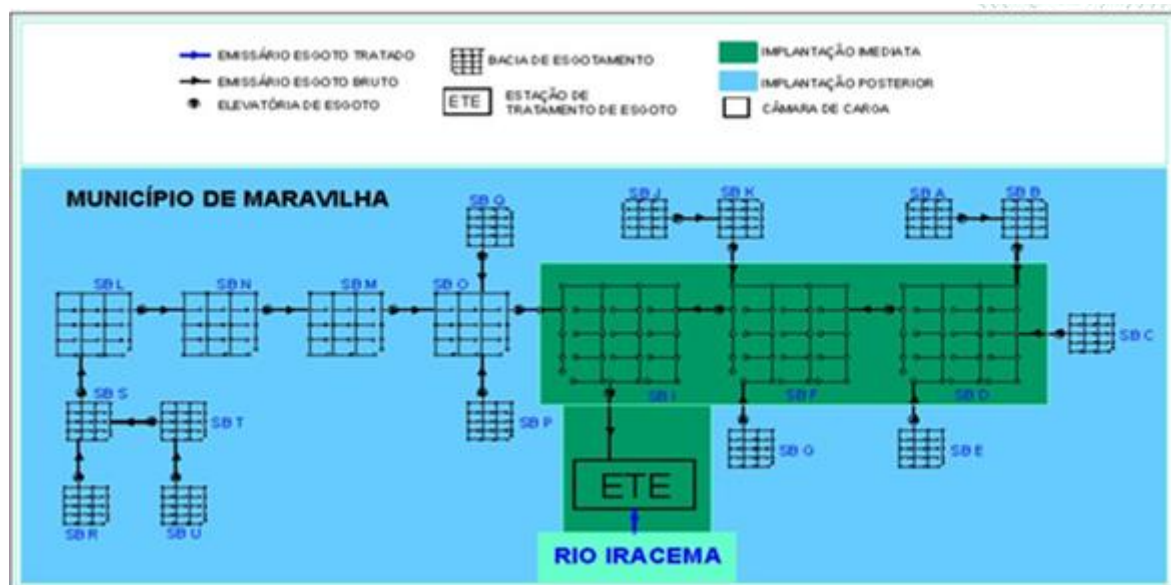 EMISSÁRIO ESGOTO TRATADO
EMISSÁRIO ESGOTO BRUTO
ELEVATÓRIA DE ESGOTO
BACIA DE ESGOTAMENTO
ETE
ESTAÇÃO DE
TRATAMENTO DE ESGOTO
IMPLANTAÇÃO IMEDIATA
IMPLANTAÇÃO POSTERIOR
CÂMARA DE CARGA
MUNICÍPIO DE MARAVILHA
SB Q
SB J
SB K
SB A
SB B
SB L
SB N
SB M
SB O
SB C
SB I
SB F
SB D
SB S
SB T
SB P
SB G
SB E
ETE
SB R
SB U
RIO IRACEMA